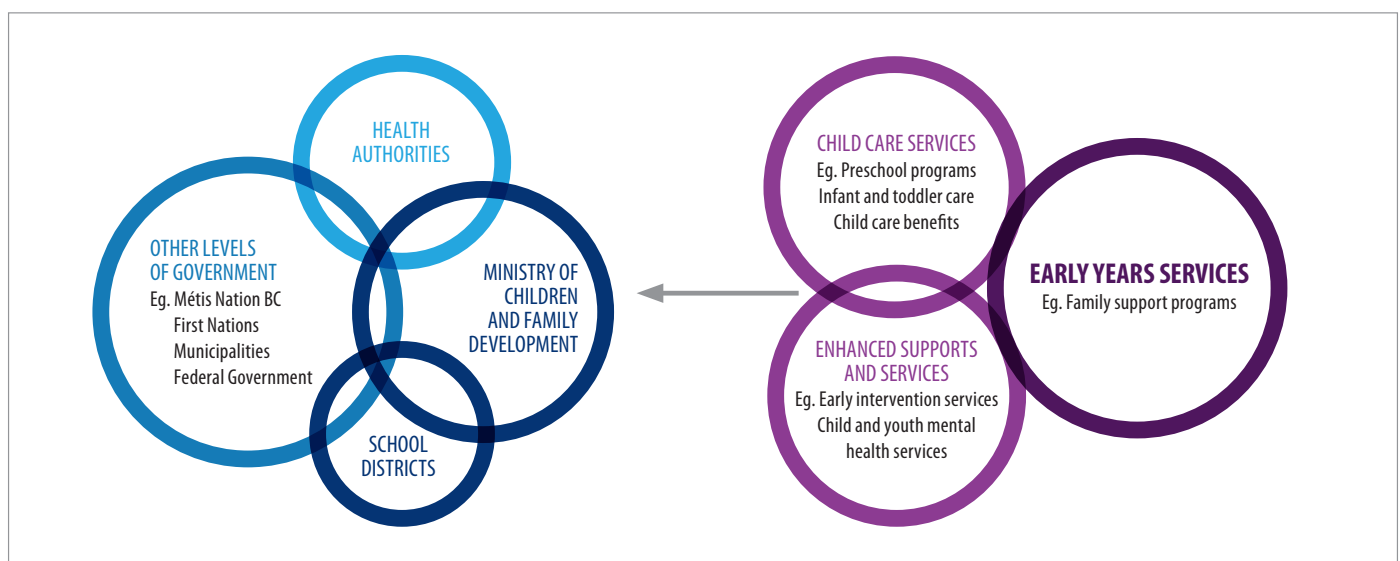 HEALTH
AUTHORITIES
OTHER LEVELS
OF GOVERNMENT
Eg. Métis Nation BC
First Nations
Municipalities
Federal Government
MINISTRY OF
CHILDREN
AND FAMILY
DEVELOPMENT
SCHOOL
DISTRICTS
CHILD CARE SERVICES
Eg. Preschool programs
Infant and toddler care
Child care benefits
ENHANCED SUPPORTS
AND SERVICES
Eg. Early intervention services
Child and youth mental
health services
EARLY YEARS SERVICES
Eg. Family support programs